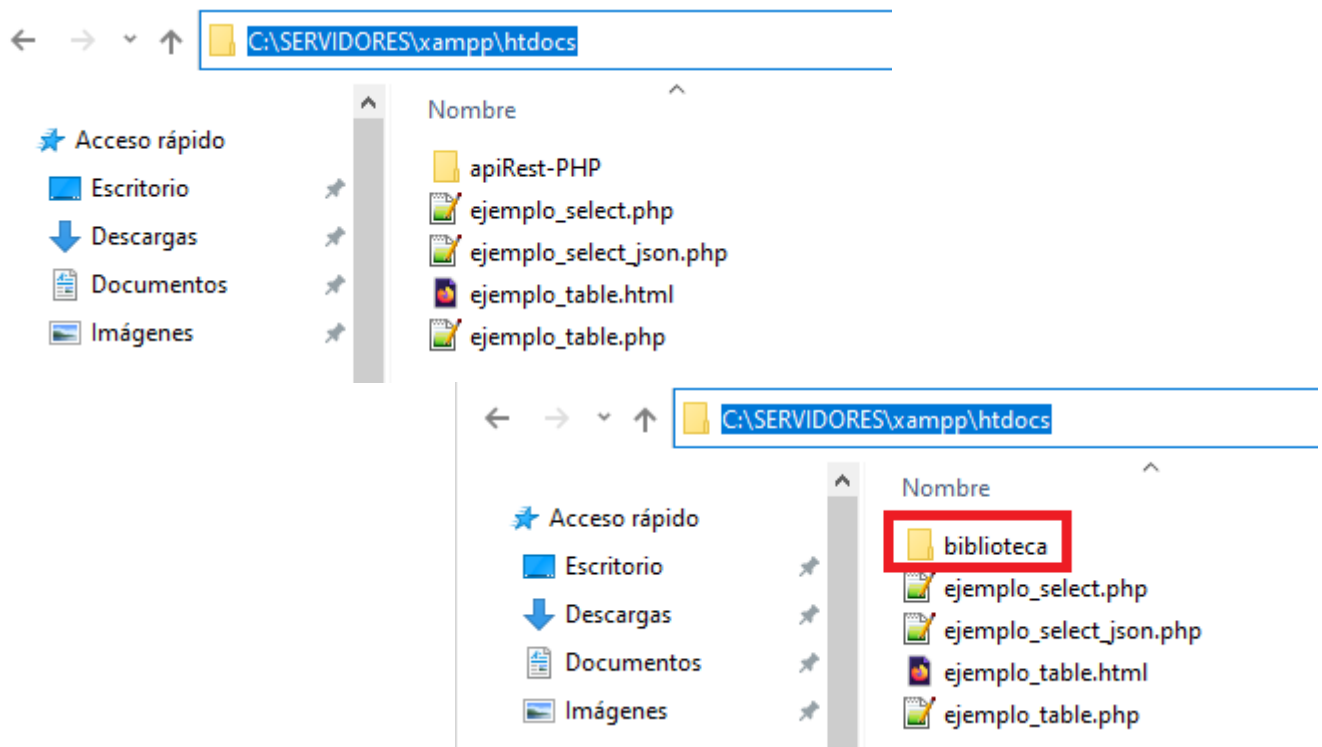 C:\SERVIDORES\xampp\htdocs
Nombre
Acceso rápido
Escritorio
Descargas
Documentos
Imágenes
apiRest-PHP
ejemplo_select.php
ejemplo_select_json.php
ejemplo_table.html
ejemplo_table.php
C:\SERVIDORES\xampp\htdocs
Nombre
Acceso rápido
Escritorio
Descargas
Documentos
Imágenes
biblioteca
ejemplo_select.php
ejemplo_select_json.php
ejemplo_table.html
ejemplo_table.php